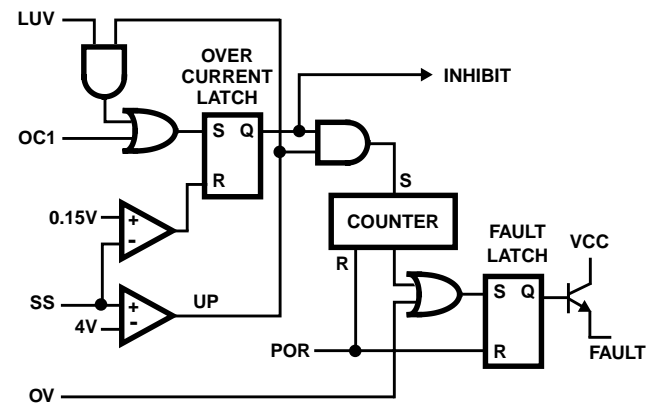 LUV
OVER
CURRENT
LATCH
INHIBIT
OC1
S Q
R
S
0.15V
+
-
COUNTER
R
FAULT
LATCH
VCC
SS
+
4V
-
UP
S Q
R
POR
FAULT
OV